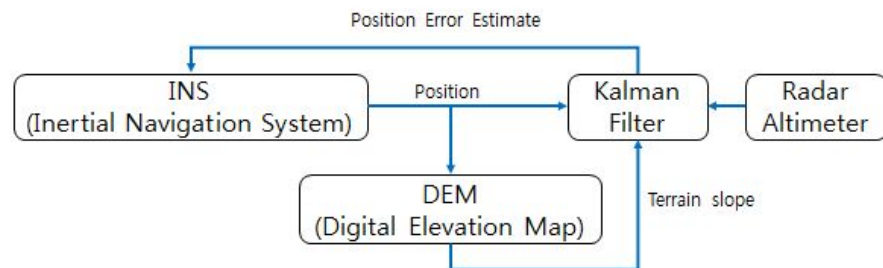 Position Error Estimate
INS
(Inertial Navigation System)
Position
Kalman
Filter
Radar
Altimeter
DEM
(Digital Elevation Map)
Terrain slope